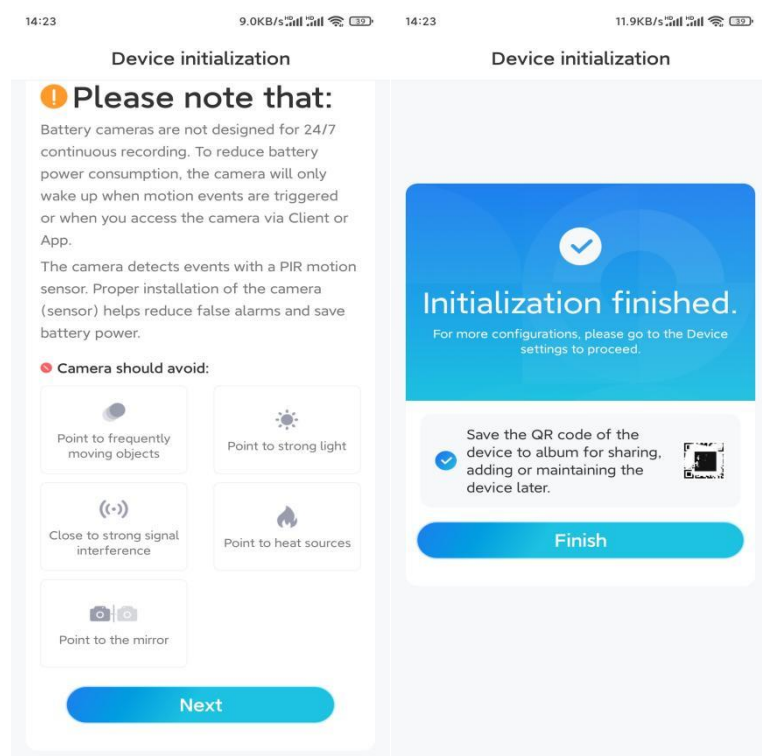 14:23
9.0KB/s
39
Device initialization
Please note that:
Battery cameras are not designed for 24/7
continuous recording. To reduce battery
power consumption, the camera will only
wake up when motion events are triggered
or when you access the camera via Client or
App.
The camera detects events with a PIR motion
sensor. Proper installation of the camera
(sensor) helps reduce false alarms and save
battery power.
Camera should avoid:
Point to frequently
moving objects
Point to strong light
Close to strong signal
interference
Point to heat sources
Point to the mirror
Next
14:23
11.9KB/s
39
Device initialization
Initialization finished.
For more configurations, please go to the Device
settings to proceed.
Save the QR code of the
device to album for sharing,
adding or maintaining the
device later.
Finish